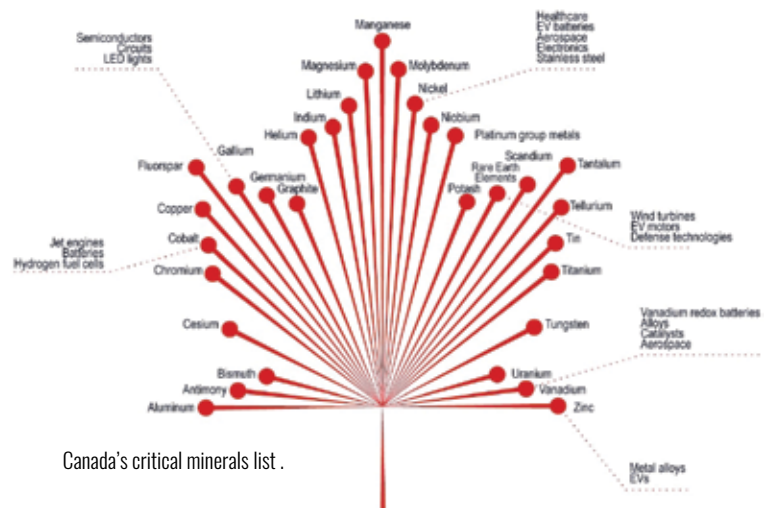 Manganese
Healthcare
EV batteries
Aerospace
Electronics
Stainless steel
Semiconductors
Circuits
LED lights
Magnesium
Molybdenum
Lithium
Nickel
Indium
Niobium
Helium
Platinum group metals
Gallium
Fluorspar
Germanium
Graphite
Scandium
Rare Earth
Elements
Potash
Tantalum
Copper
Tellurium
Wind turbines
EV motors
Defense technologies
Cobalt
Tin
Jet engines
Batteries
Hydrogen fuel cells
Chromium
Titanium
Cesium
Tungsten
Vanadium redox batteries
Alloys
Catalysts
Aerospace
Bismuth
Uranium
Antimony
Vanadium
Aluminum
Zinc
Metal alloys
EVs
Canada's critical minerals list .